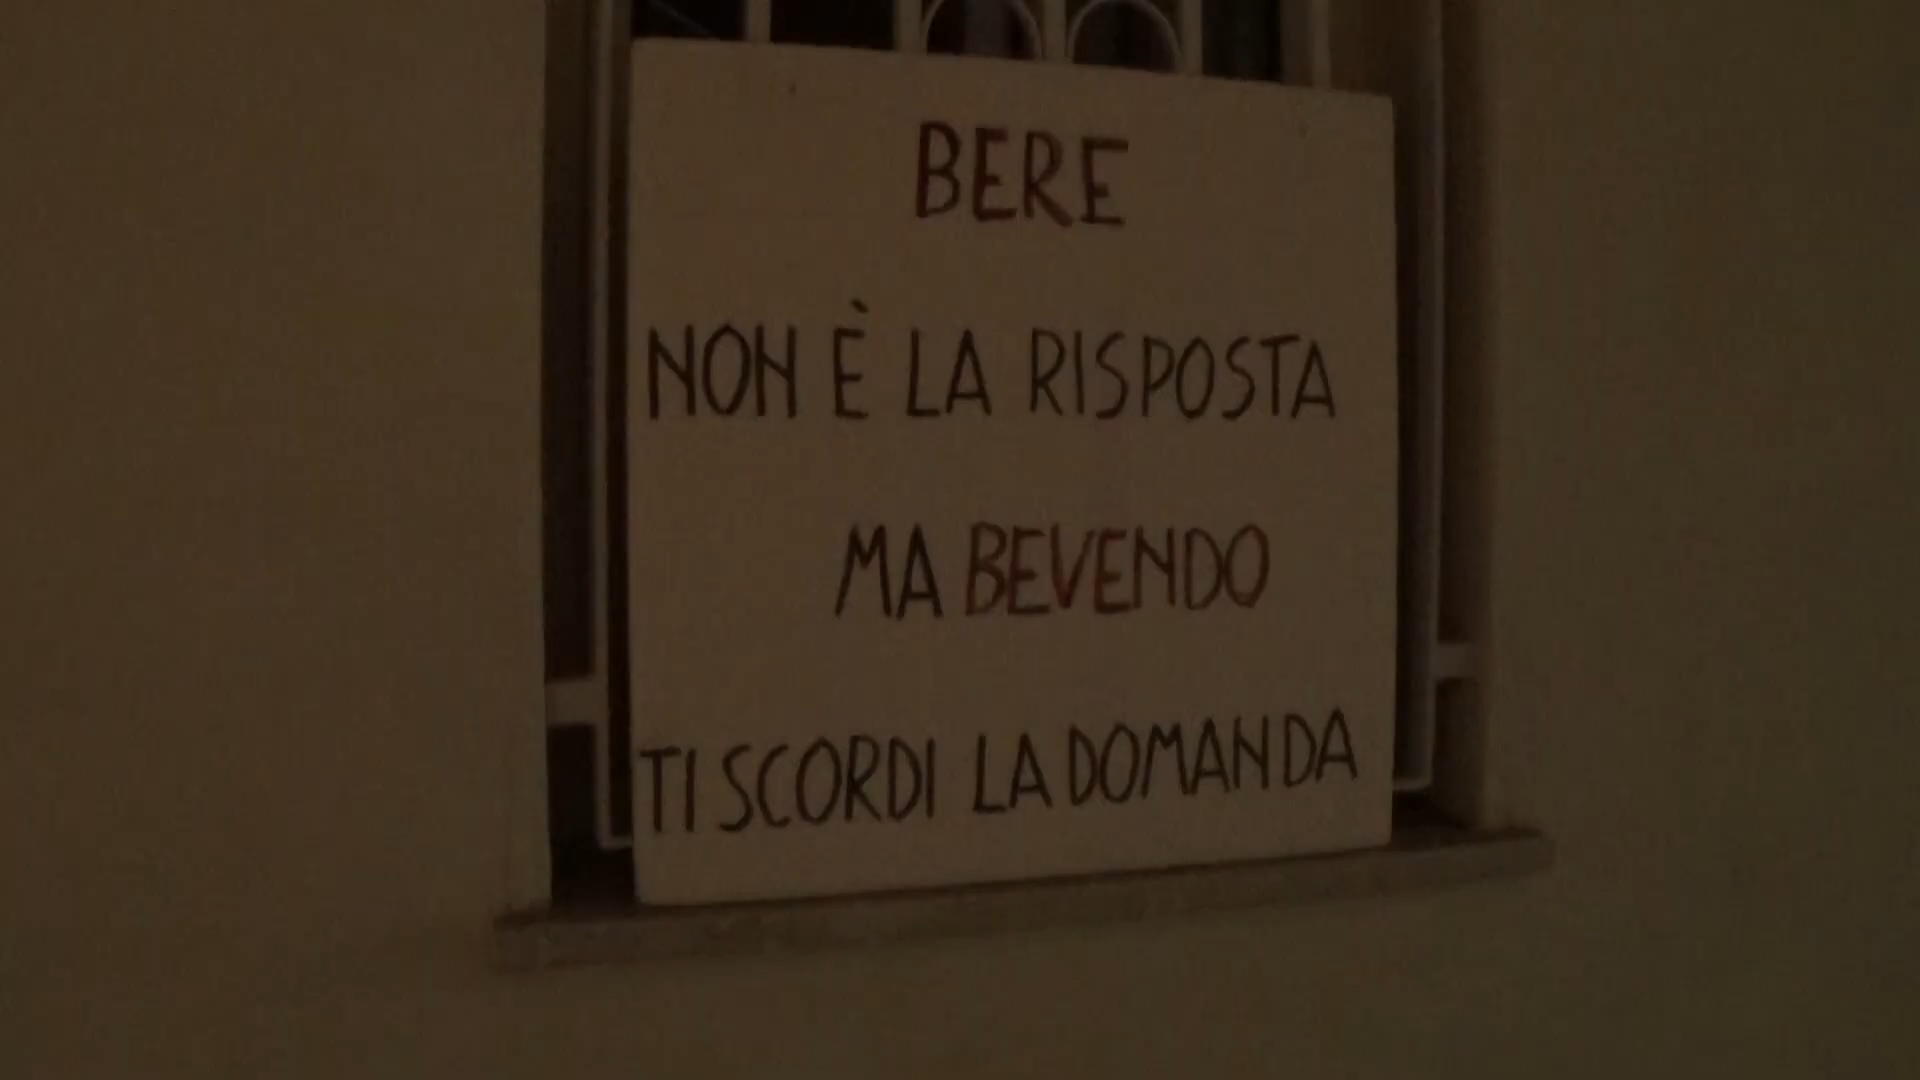 BERE
NON È LA RISPOSTA
MA BEVENDO
TI SCORDI LA DOMANDA